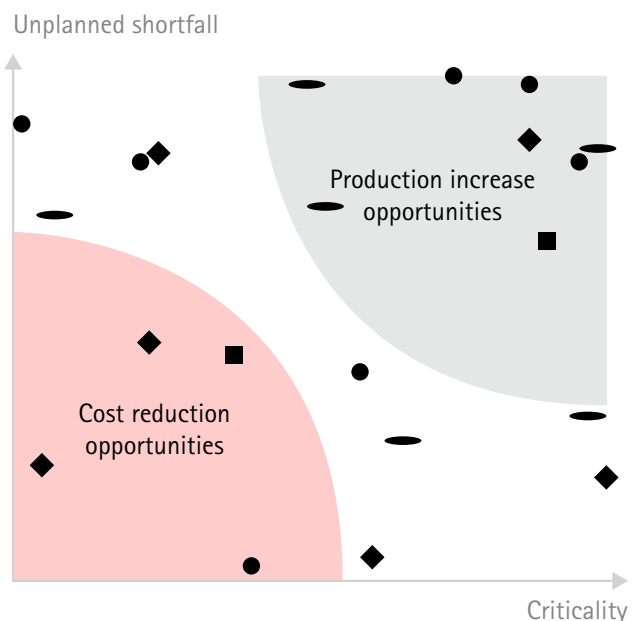 Unplanned shortfall
Production increase
opportunities
Cost reduction
opportunities
Criticality